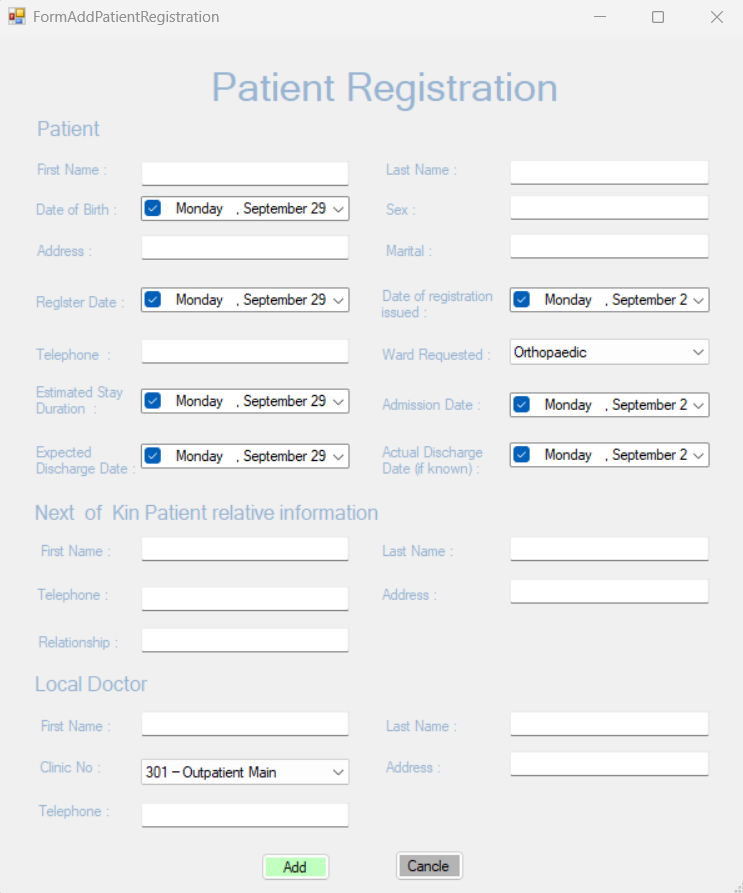 FormAddPatientRegistration
Patient Registration
Patient
First Name :
Last Name :
Date of Birth :
Monday , September 29
Sex :
Address :
Marital :
Register Date :
Monday , September 29
Date of registration
issued :
Monday , September 2
Telephone :
Ward Requested :
Orthopaedic
Estimated Stay
Duration :
Monday , September 29
Admission Date :
Monday , September 2
Expected
Discharge Date :
Monday , September 29
Actual Discharge
Date (if known) :
Monday , September 2
Next of Kin Patient relative information
First Name :
Last Name :
Telephone :
Address :
Relationship :
Local Doctor
First Name :
Last Name :
Clinic No :
301 – Outpatient Main
Address :
Telephone :
Add
Cancle